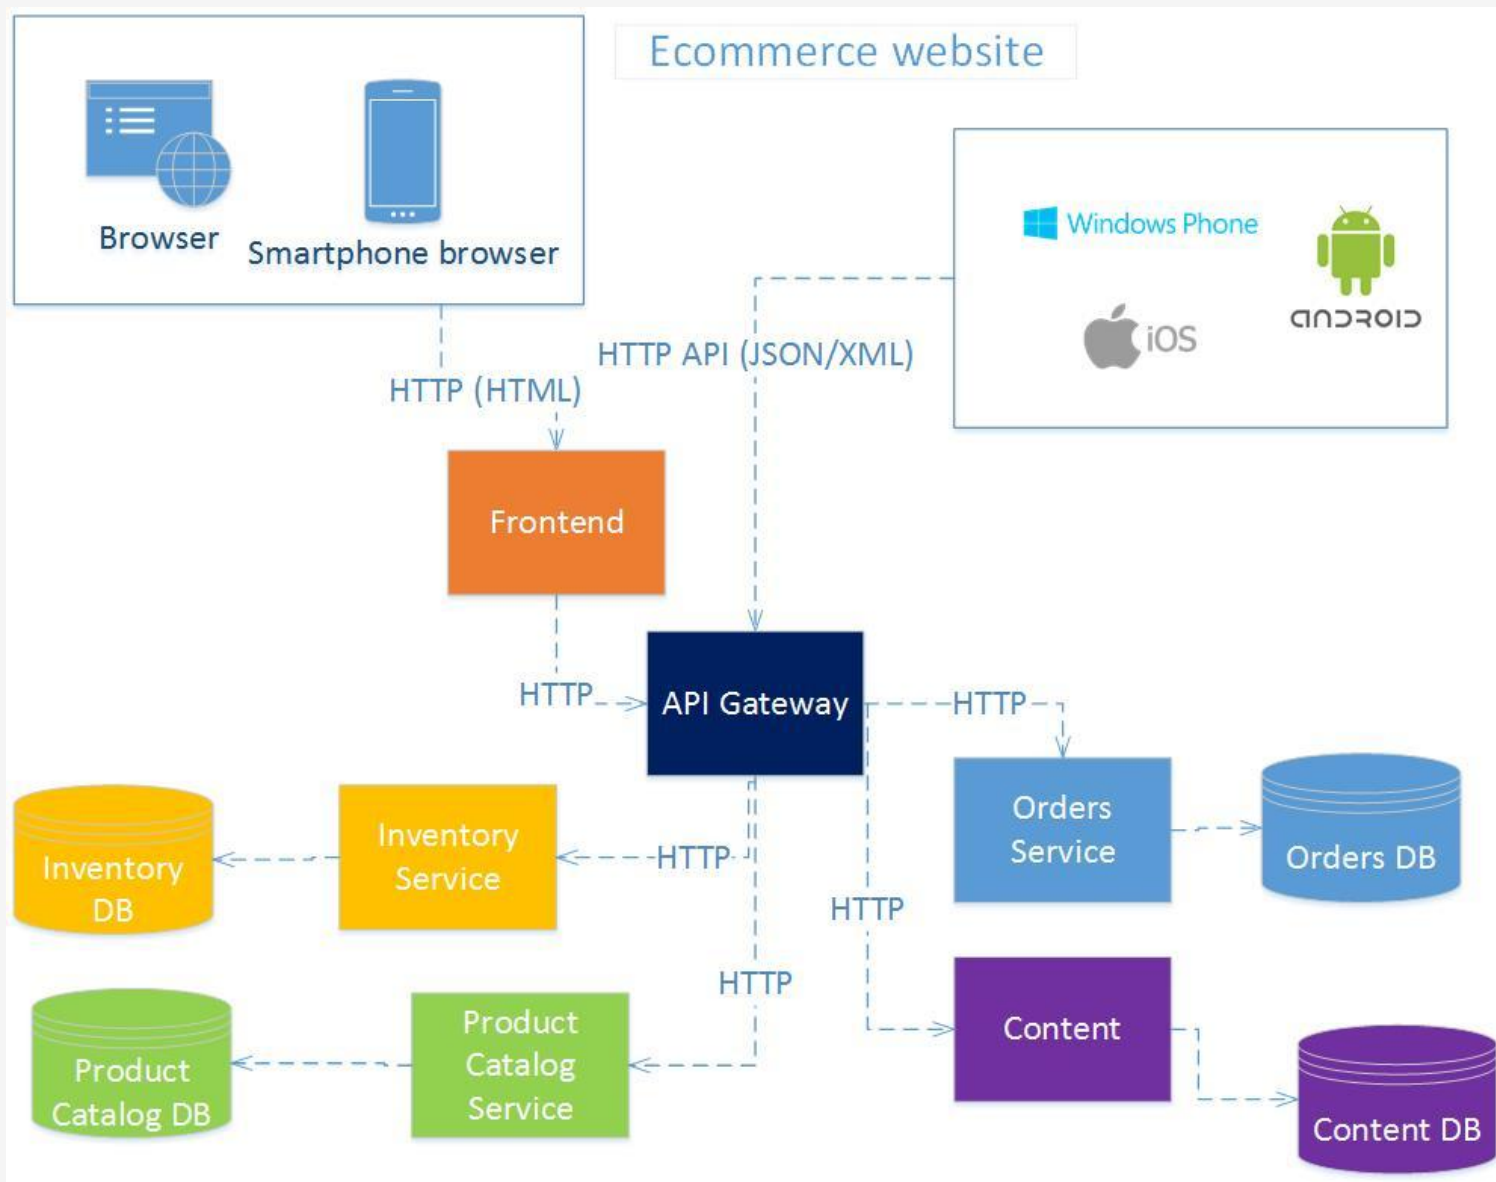 Ecommerce website
Browser
Smartphone browser
Windows Phone
iOS
ANDROID
HTTP API (JSON/XML)
HTTP (HTML)
Frontend
HTTP
API Gateway
HTTP
Inventory
DB
Inventory
Service
HTTP
Orders
Service
Orders DB
HTTP
HTTP
Product
Catalog DB
Product
Catalog
Service
Content
Content DB